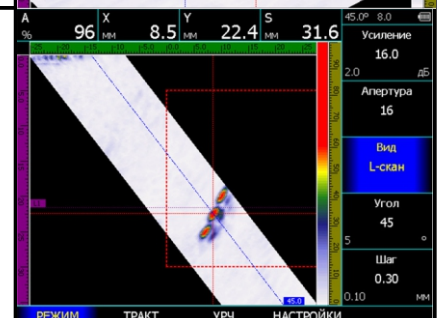 A X Y S 45.0° 8.0
% 96 мм 8.5 мм 22.4 мм 31.6
Усиление
16.0
2.0 дБ
Апертура
16
Вид
L-скан
Угол
45
5 °
Шаг
0.30
0.10 мм
45.0
РЕЖИМ ТРАКТ УРЧ НАСТРОЙКИ